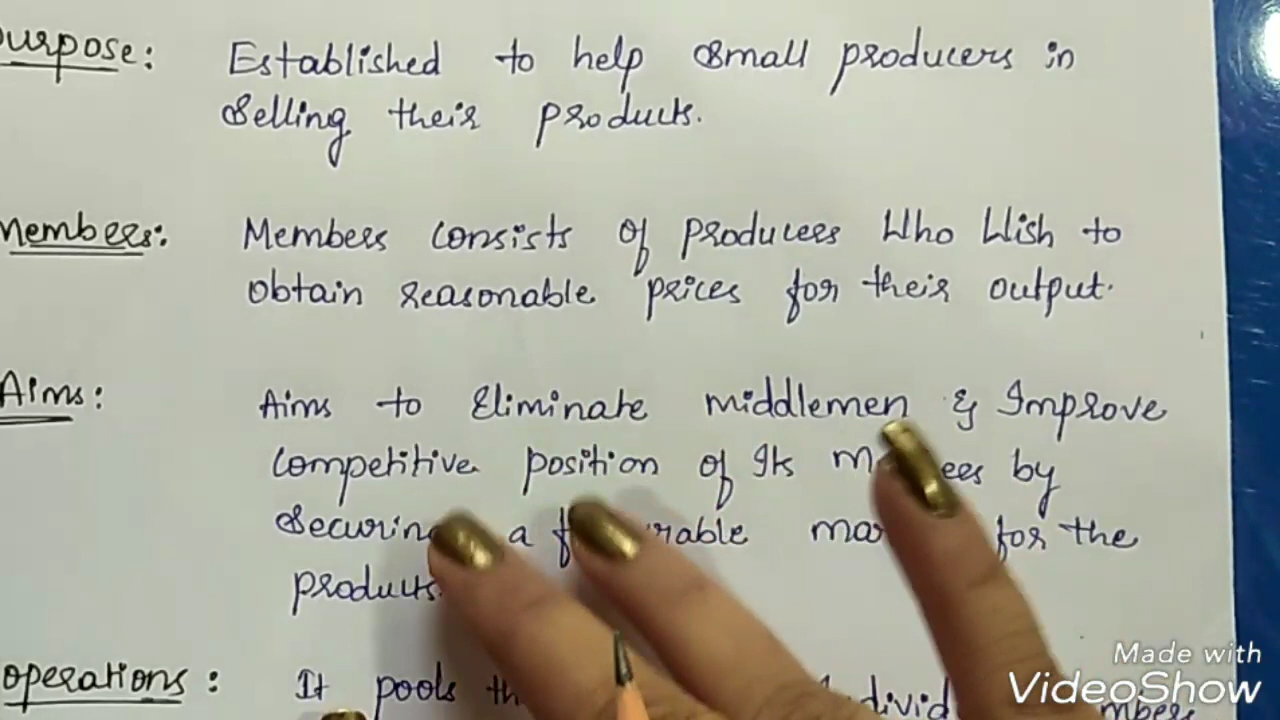 urpose: Established to help small producers in
selling their products.
Members: Members consists of producers who wish to
obtain reasonable prices for their output.
Aims: Aims to Eliminate middlemen & Improve
competitive position of Its by
securing a for the
products.
operations: It pools
Made with
VideoShow